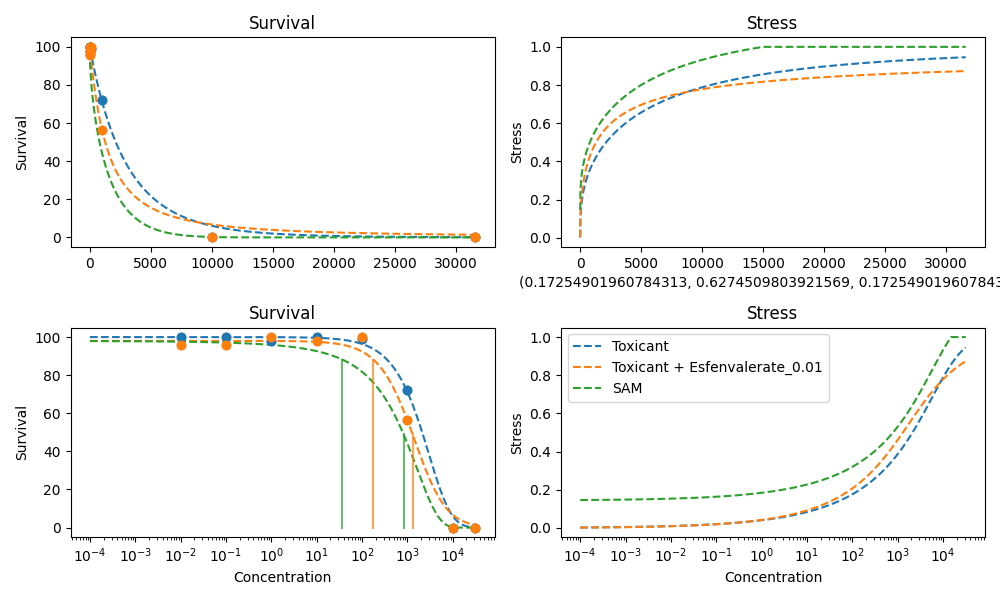 Survival
Survival
100
80
60
40
20
0
0 5000 10000 15000 20000 25000 30000
Stress
Stress
1.0
0.8
0.6
0.4
0.2
0.0
0 5000 10000 15000 20000 25000 30000
(0.17254901960784313, 0.6274509803921569, 0.172549019607843
Survival
Survival
100
80
60
40
20
0
10⁻⁴ 10⁻³ 10⁻² 10⁻¹ 10⁰ 10¹ 10² 10³ 10⁴
Concentration
Stress
Stress
1.0
0.8
0.6
0.4
0.2
0.0
Toxicant
Toxicant + Esfenvalerate_0.01
SAM
10⁻⁴ 10⁻³ 10⁻² 10⁻¹ 10⁰ 10¹ 10² 10³ 10⁴
Concentration